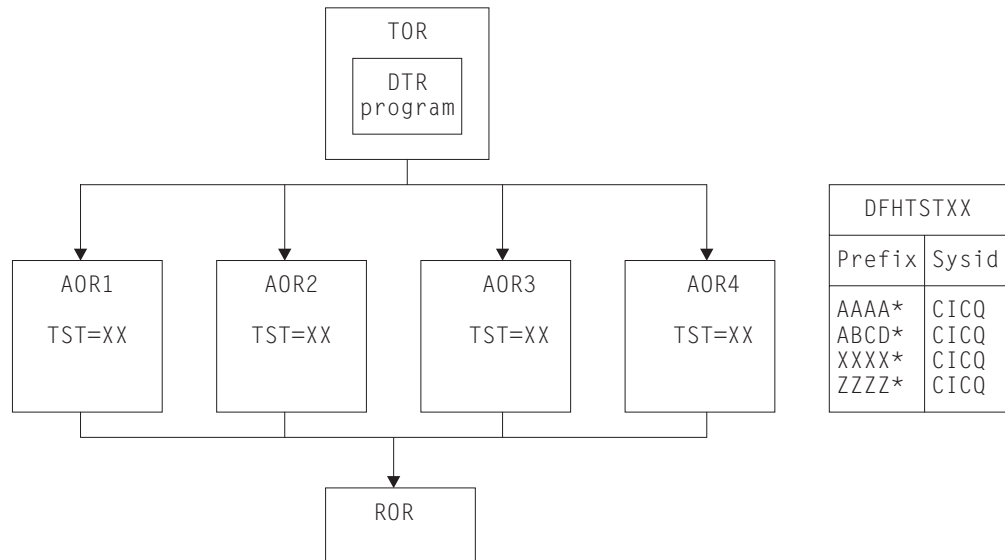 TOR
DTR
program
AOR1
TST=XX
AOR2
TST=XX
AOR3
TST=XX
AOR4
TST=XX
DFHTSTXX
Prefix Sysid
AAAA* CICQ
ABCD* CICQ
XXXX* CICQ
ZZZZ* CICQ
ROR